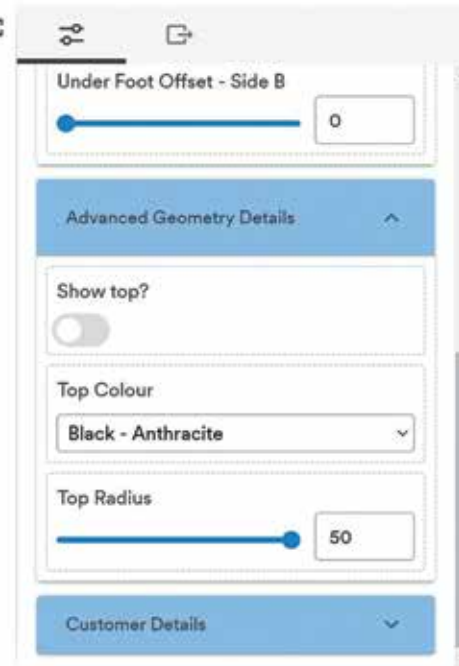 Under Foot Offset - Side B
0
Advanced Geometry Details
Show top?
Top Colour
Black - Anthracite
Top Radius
50
Customer Details